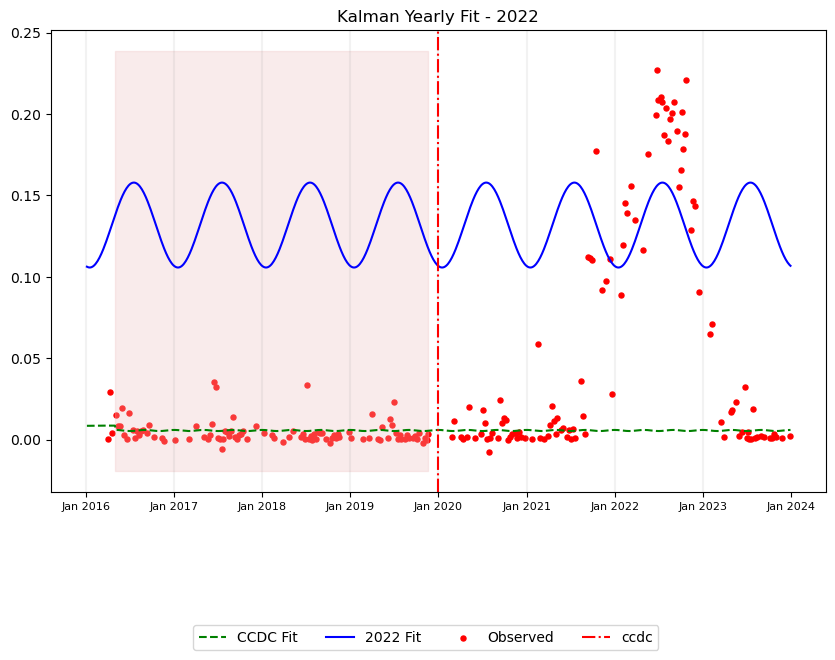 Kalman Yearly Fit - 2022
0.25
0.20
0.15
0.10
0.05
0.00
Jan 2016 Jan 2017 Jan 2018 Jan 2019 Jan 2020 Jan 2021 Jan 2022 Jan 2023 Jan 2024
CCDC Fit 2022 Fit Observed ccdc